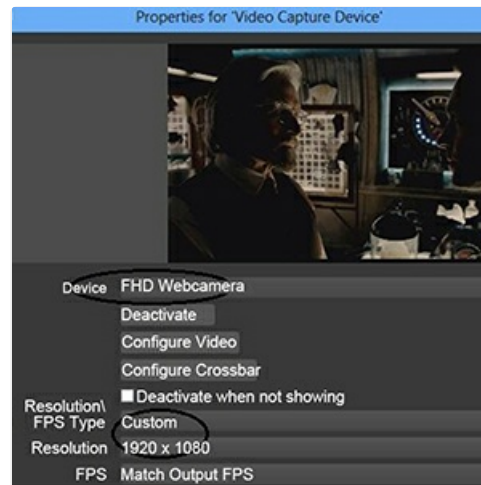 Properties for 'Video Capture Device'
Device FHD Webcamera
Deactivate
Configure Video
Configure Crossbar
Deactivate when not showing
Resolution\
FPS Type Custom
Resolution 1920 x 1080
FPS Match Output FPS